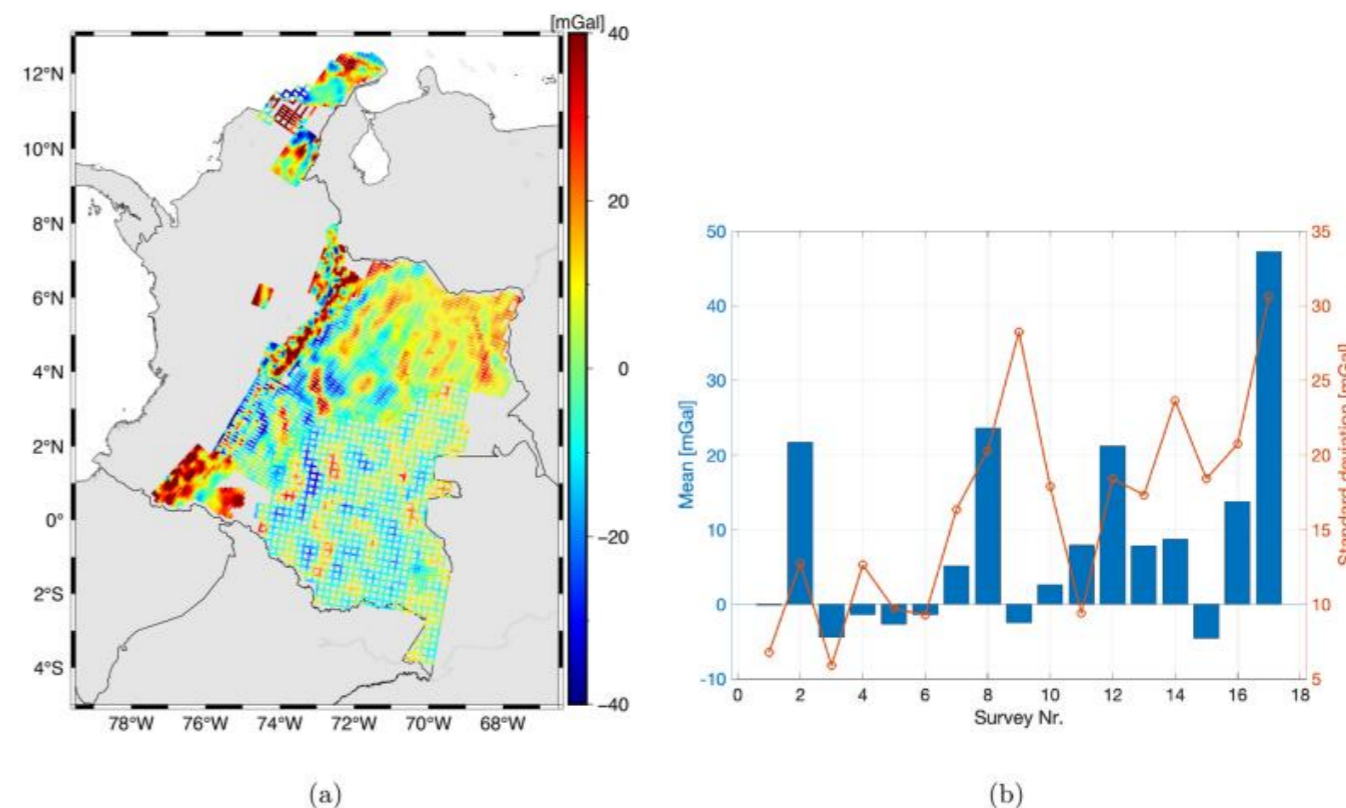 [mGal]
40
20
0
−20
−40
12°N
10°N
8°N
6°N
4°N
2°N
0°
2°S
4°S
78°W 76°W 74°W 72°W 70°W 68°W
(a)
50
40
30
20
10
0
-10
Mean [mGal]
35
30
25
20
15
10
5
Standard deviation [mGal]
0 2 4 6 8 10 12 14 16 18
Survey Nr.
(b)